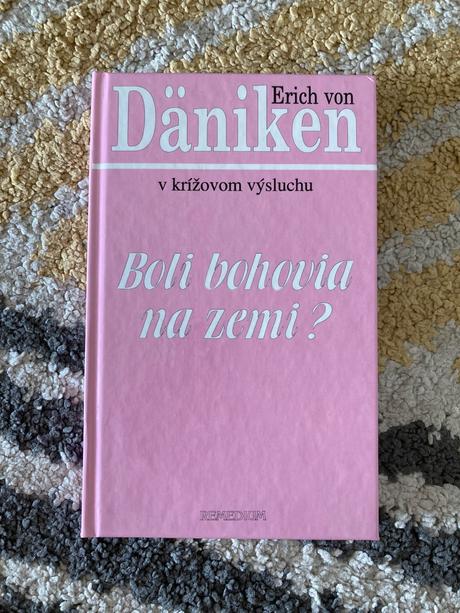 Erich von
Däniken
v krížovom výsluchu
Boli bohovia
na zemi?
REMEDIUM